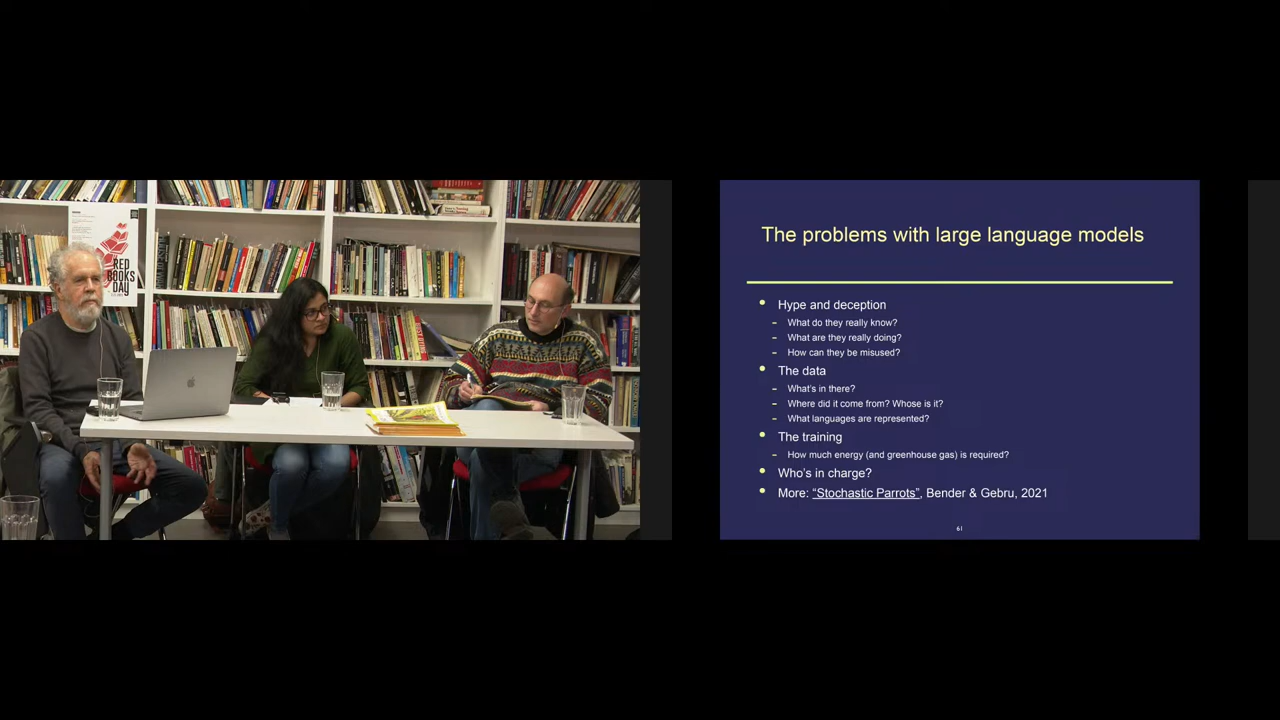 RED
BOOKS
DAY
The problems with large language models
• Hype and deception
– What do they really know?
– What are they really doing?
– How can they be misused?
• The data
– What's in there?
– Where did it come from? Whose is it?
– What languages are represented?
• The training
– How much energy (and greenhouse gas) is required?
• Who's in charge?
• More: “Stochastic Parrots”, Bender & Gebru, 2021
61